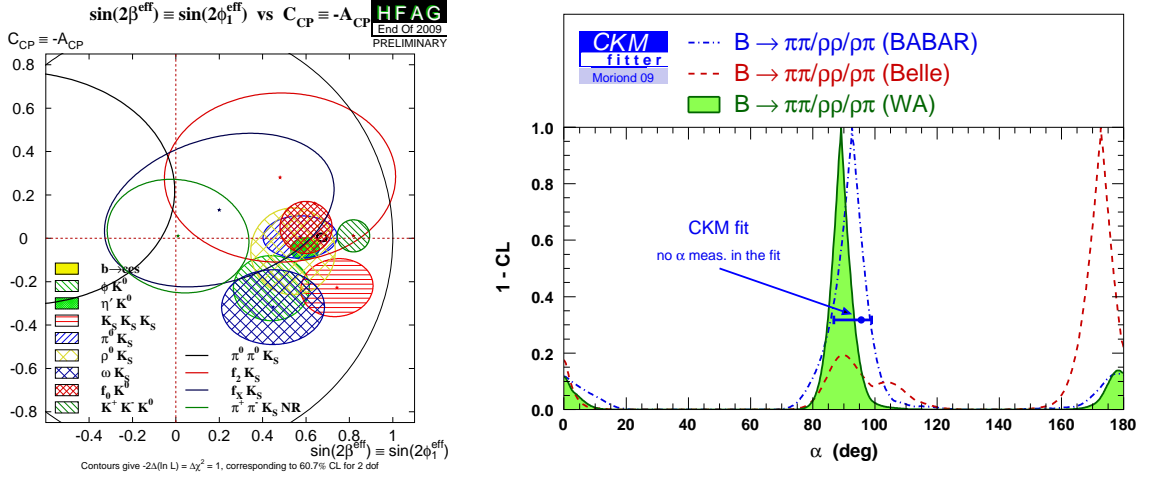 sin(2β^eff) ≡ sin(2ϕ₁^eff) vs C_CP ≡ -A_CP
HFAG
End Of 2009
PRELIMINARY
C_CP ≡ -A_CP
0.8
0.6
0.4
0.2
0
-0.2
-0.4
-0.6
-0.8
b→ccs
ϕ K⁰
η′ K⁰
K_S K_S K_S
π⁰ K_S
ρ⁰ K_S
ω K_S
f₀ K⁰
K⁺ K⁻ K⁰
π⁰ π⁰ K_S
f₂ K_S
f_X K_S
π⁺ π⁻ K_S NR
-0.4 -0.2 0 0.2 0.4 0.6 0.8 1
sin(2β^eff) ≡ sin(2ϕ₁^eff)
Contours give -2Δ(ln L) = Δχ² = 1, corresponding to 60.7% CL for 2 dof
CKM
fitter
Moriond 09
B → ππ/ρρ/ρπ (BABAR)
B → ππ/ρρ/ρπ (Belle)
B → ππ/ρρ/ρπ (WA)
1.0
0.8
0.6
0.4
0.2
0.0
1 - CL
CKM fit
no α meas. in the fit
0 20 40 60 80 100 120 140 160 180
α (deg)